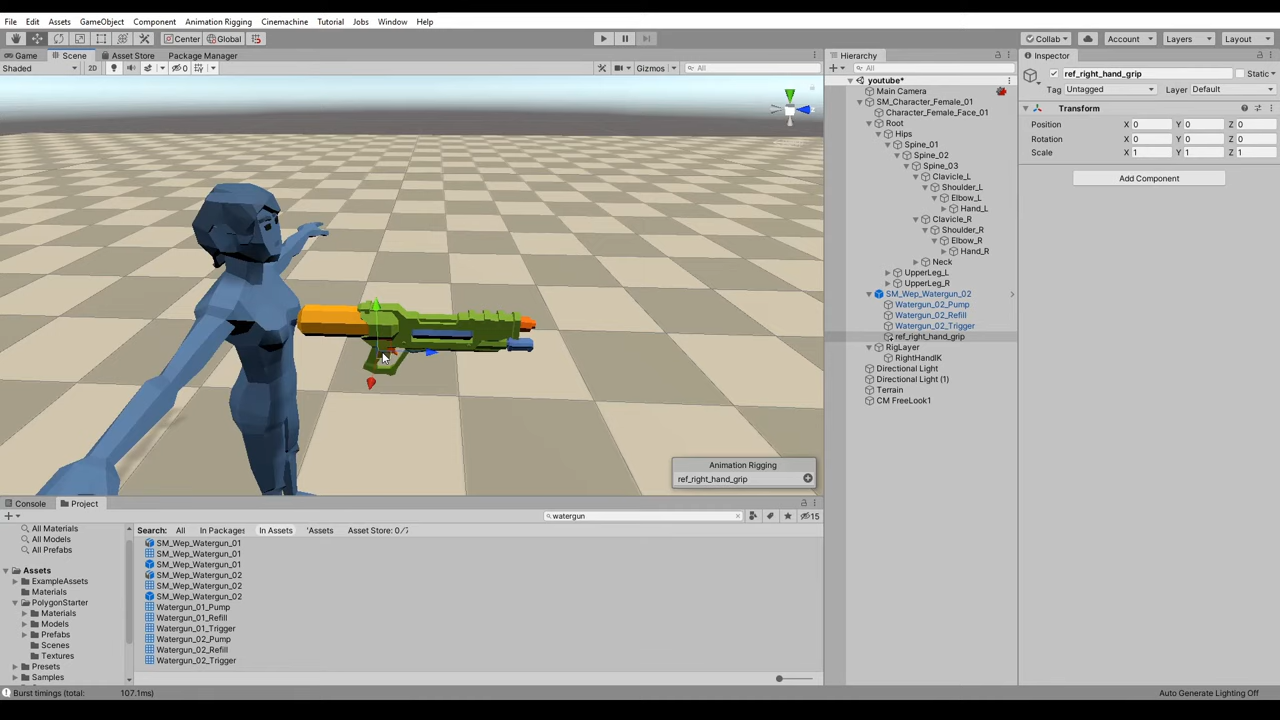 File Edit Assets GameObject Component Animation Rigging Cinemachine Tutorial Jobs Window Help
Center Global Collab Account Layers Layout
Game Scene Asset Store Package Manager
Shaded 2D 0 Gizmos All
Animation Rigging
ref_right_hand_grip
Hierarchy
All
youtube*
Main Camera
SM_Character_Female_01
Character_Female_Face_01
Root
Hips
Spine_01
Spine_02
Spine_03
Clavicle_L
Shoulder_L
Elbow_L
Hand_L
Clavicle_R
Shoulder_R
Elbow_R
Hand_R
Neck
UpperLeg_L
UpperLeg_R
SM_Wep_Watergun_02
Watergun_02_Pump
Watergun_02_Refill
Watergun_02_Trigger
ref_right_hand_grip
RigLayer
RightHandIK
Directional Light
Directional Light (1)
Terrain
CM FreeLook1
Inspector
ref_right_hand_grip Static
Tag Untagged Layer Default
Transform
Position X 0 Y 0 Z 0
Rotation X 0 Y 0 Z 0
Scale X 1 Y 1 Z 1
Add Component
Console Project
watergun 15
All Materials
All Models
All Prefabs
Assets
ExampleAssets
Materials
PolygonStarter
Materials
Models
Prefabs
Scenes
Textures
Presets
Samples
Search: All In Packages In Assets 'Assets Asset Store: 0/7
SM_Wep_Watergun_01
SM_Wep_Watergun_01
SM_Wep_Watergun_01
SM_Wep_Watergun_02
SM_Wep_Watergun_02
SM_Wep_Watergun_02
Watergun_01_Pump
Watergun_01_Refill
Watergun_01_Trigger
Watergun_02_Pump
Watergun_02_Refill
Watergun_02_Trigger
Burst timings (total: 107.1ms) Auto Generate Lighting Off